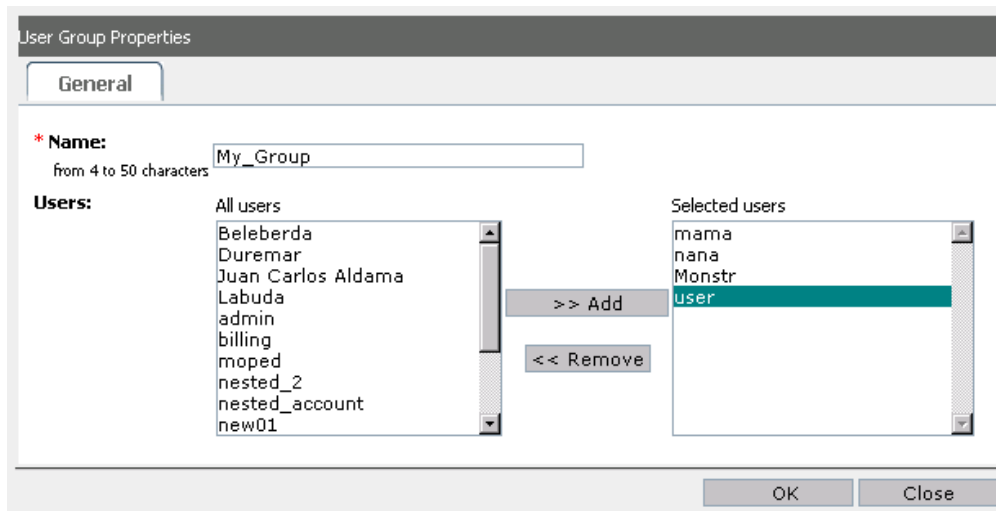 User Group Properties
General
* Name:
from 4 to 50 characters
My_Group
Users:
All users
Beleberda
Duremar
Juan Carlos Aldama
Labuda
admin
billing
moped
nested_2
nested_account
new01
>> Add
<< Remove
Selected users
mama
nana
Monstr
user
OK
Close